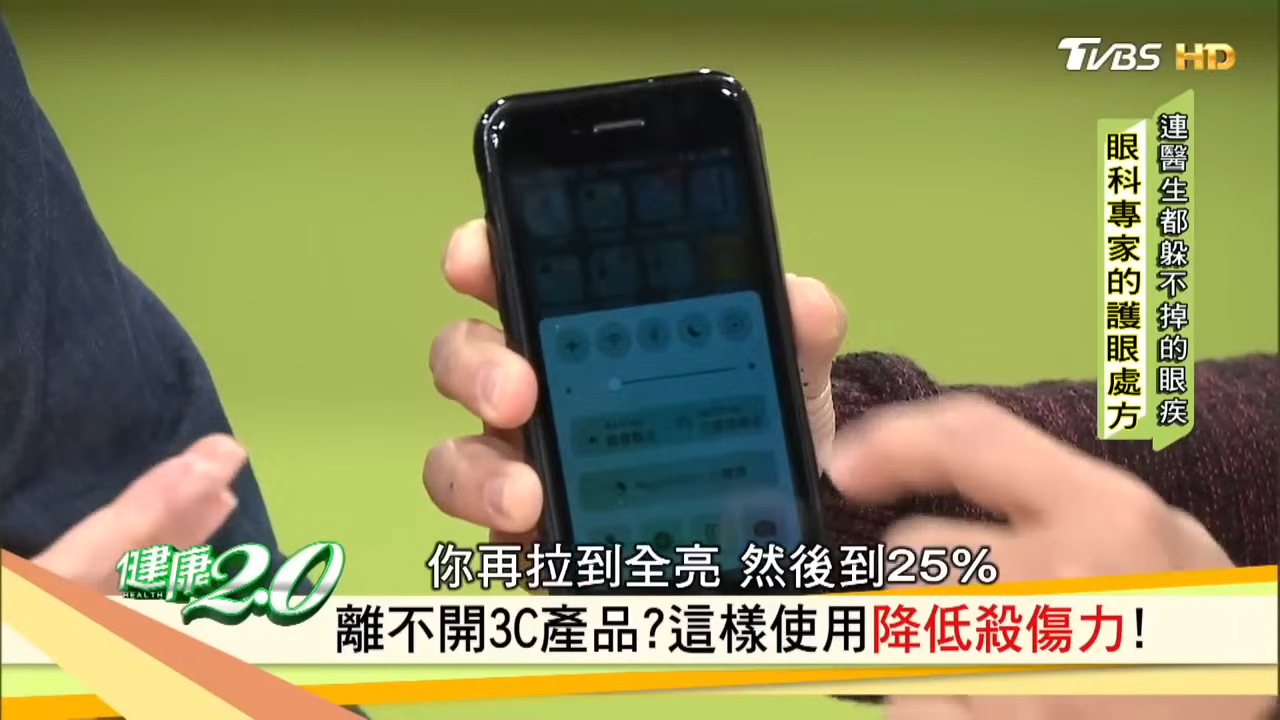 TVBS HD
連醫生都躲不掉的眼疾
眼科專家的護眼處方
你再拉到全亮 然後到25%
健康2.0
HEALTH
離不開3C產品?這樣使用降低殺傷力!